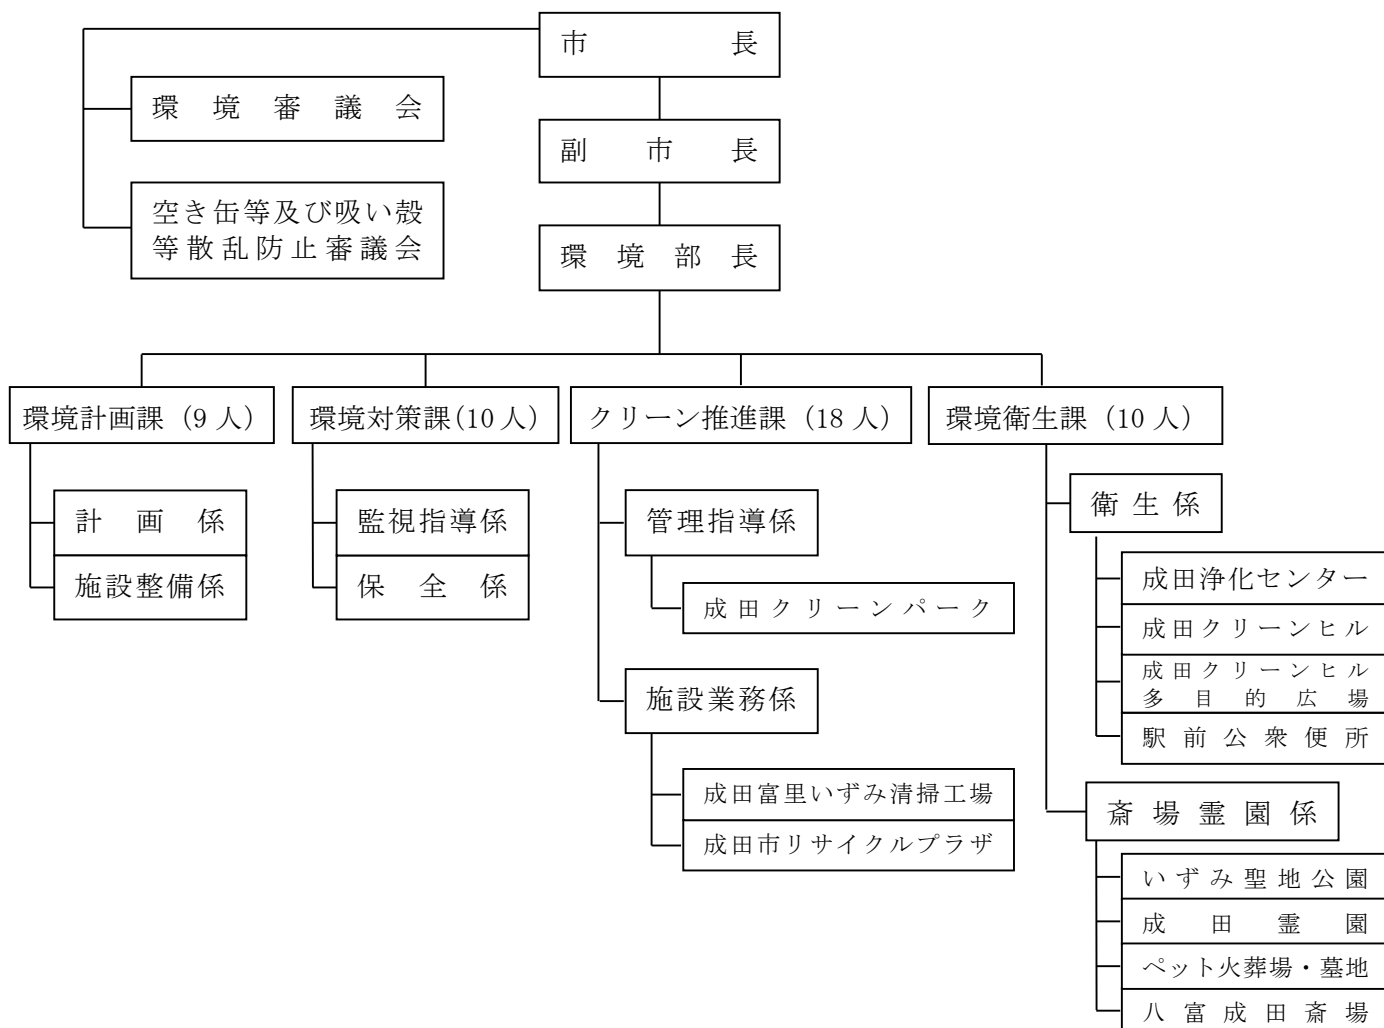 市長
環境審議会
副市長
空き缶等及び吸い殻
等散乱防止審議会
環境部長
環境計画課（9人）
環境対策課（10人）
クリーン推進課（18人）
環境衛生課（10人）
計画係
施設整備係
監視指導係
保全係
管理指導係
成田クリーンパーク
施設業務係
成田富里いずみ清掃工場
成田市リサイクルプラザ
衛生係
成田浄化センター
成田クリーンヒル
成田クリーンヒル
多目的広場
駅前公衆便所
斎場霊園係
いずみ聖地公園
成田霊園
ペット火葬場・墓地
八富成田斎場